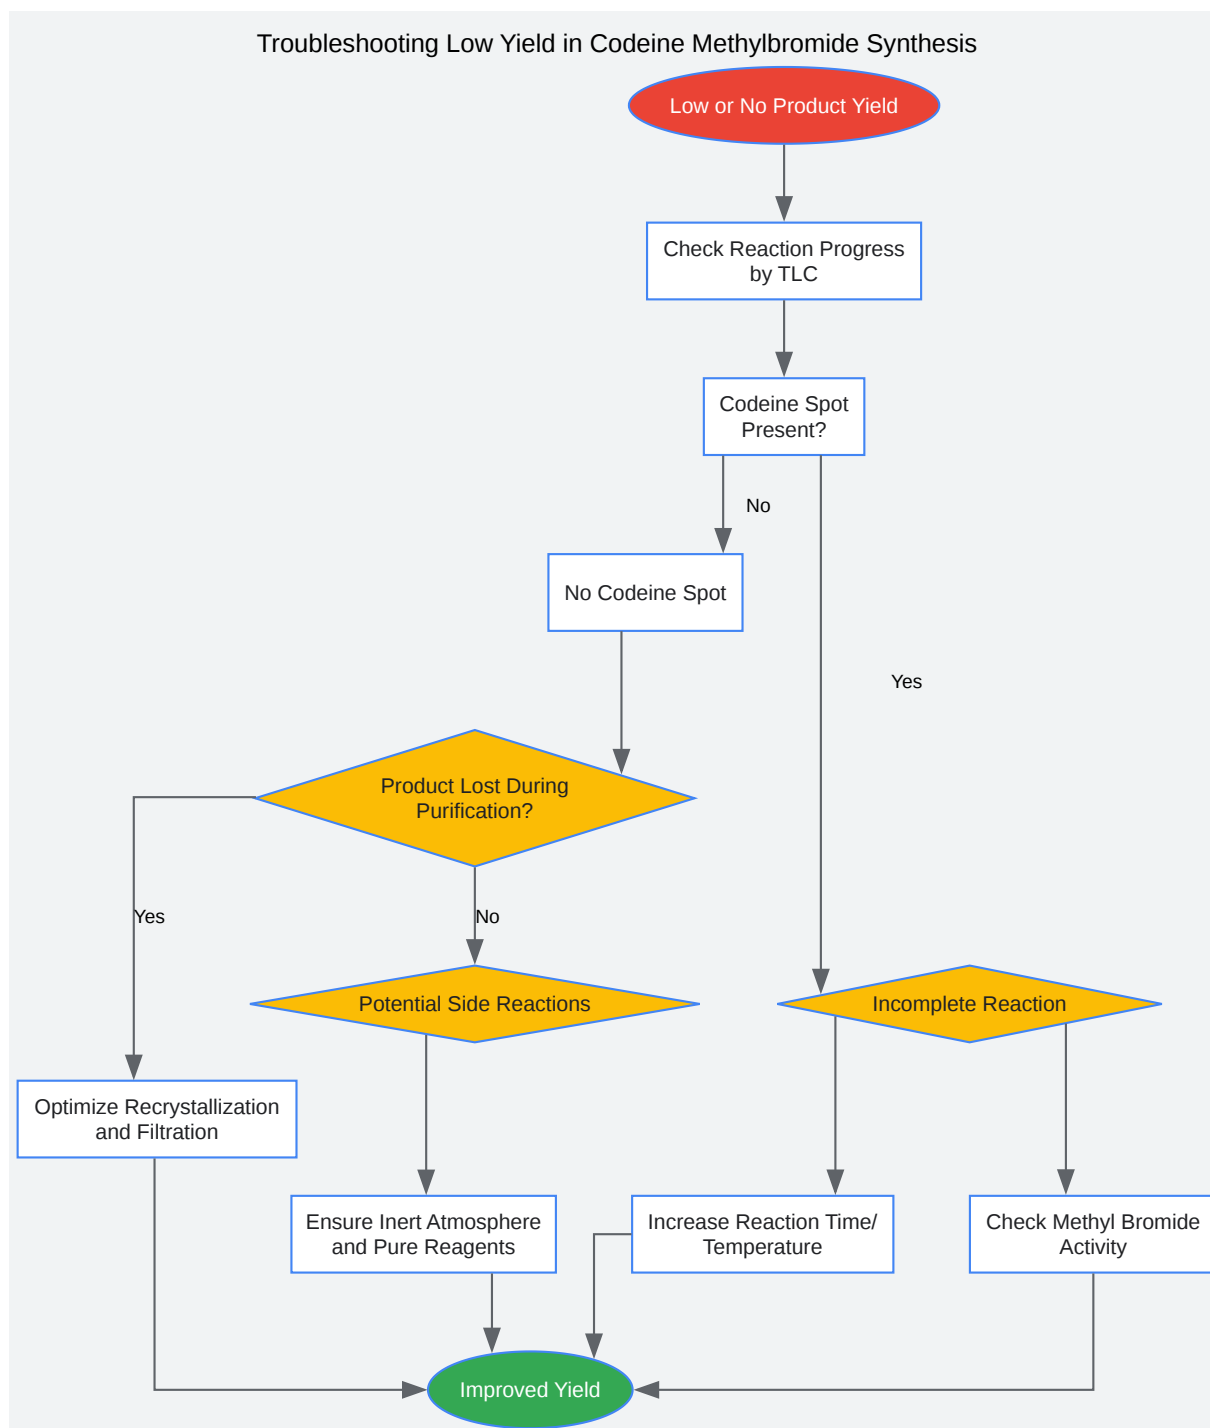 Troubleshooting Low Yield in Codeine Methylbromide Synthesis
Low or No Product Yield
Check Reaction Progress
by TLC
Codeine Spot
Present?
No
No Codeine Spot
Yes
Product Lost During
Purification?
Yes
No
Potential Side Reactions
Incomplete Reaction
Optimize Recrystallization
and Filtration
Ensure Inert Atmosphere
and Pure Reagents
Increase Reaction Time/
Temperature
Check Methyl Bromide
Activity
Improved Yield